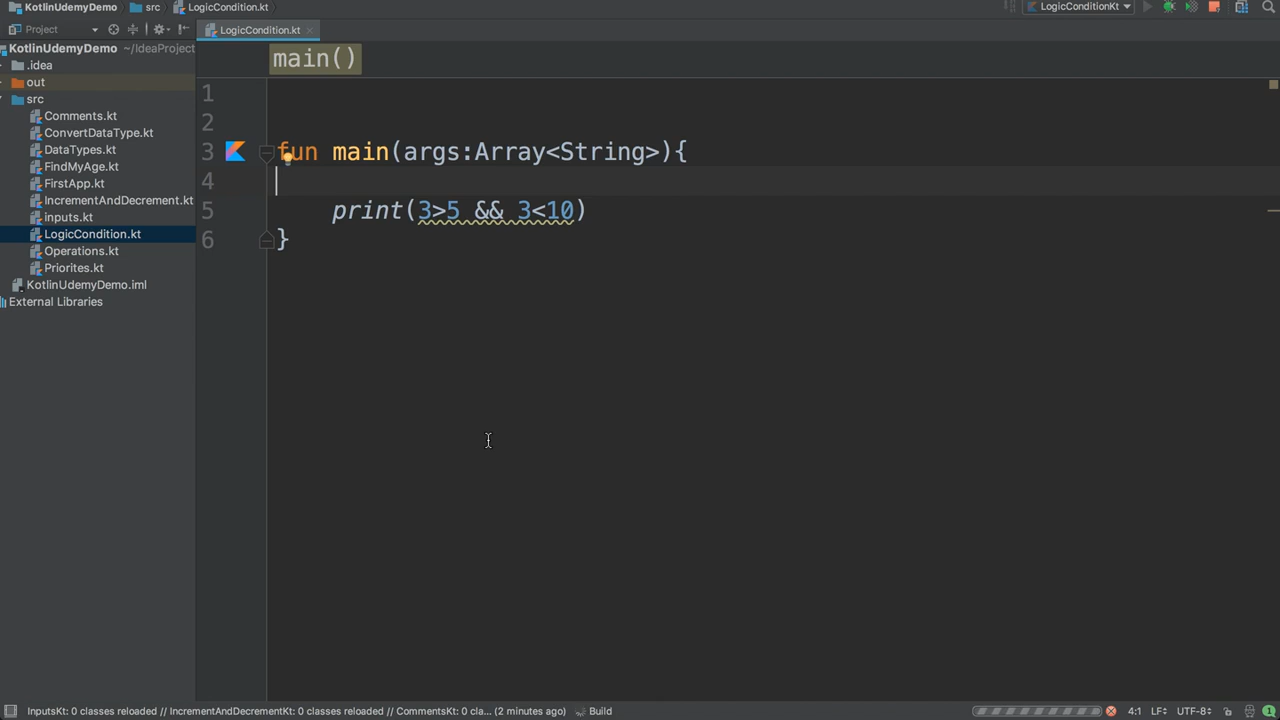 KotlinUdemyDemo src LogicCondition.kt LogicConditionKt
Project LogicCondition.kt
KotlinUdemyDemo ~/IdeaProject
.idea
out
src
Comments.kt
ConvertDataType.kt
DataTypes.kt
FindMyAge.kt
FirstApp.kt
IncrementAndDecrement.kt
inputs.kt
LogicCondition.kt
Operations.kt
Priorites.kt
KotlinUdemyDemo.iml
External Libraries
main()
1
2
3 fun main(args:Array<String>){
4
5 print(3>5 && 3<10)
6 }
InputsKt: 0 classes reloaded // IncrementAndDecrementKt: 0 classes reloaded // CommentsKt: 0 cla... (2 minutes ago) Build 4:1 LF÷ UTF-8÷ 1